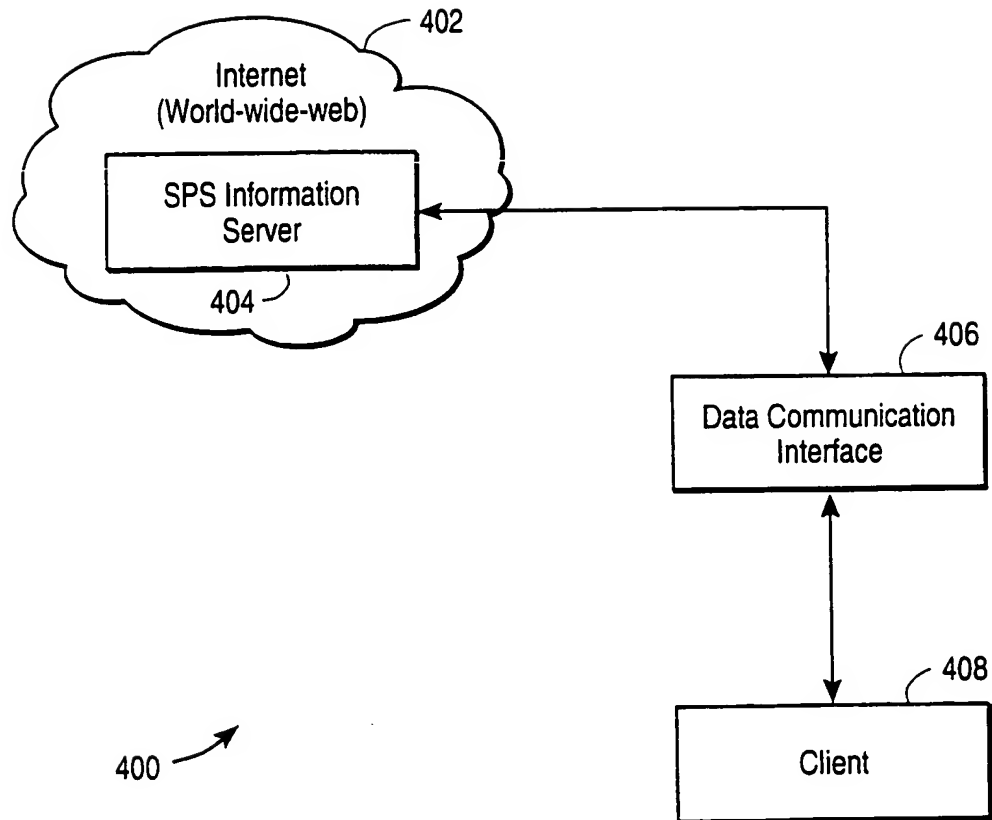 402
Internet
(World-wide-web)
SPS Information
Server
404
406
Data Communication
Interface
408
Client
400